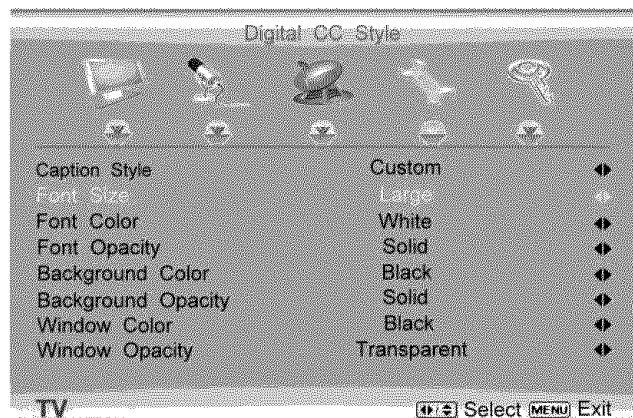 Digital CC Style
Caption Style Custom
Font Size Large
Font Color White
Font Opacity Solid
Background Color Black
Background Opacity Solid
Window Color Black
Window Opacity Transparent
TV Select MENU Exit